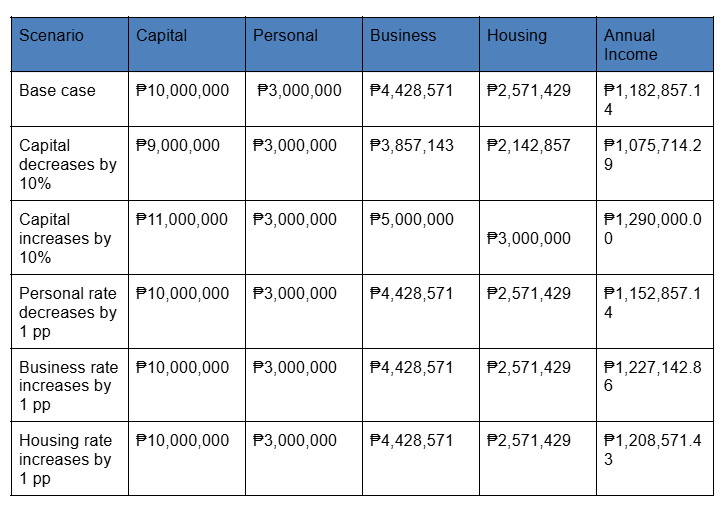 Scenario Capital Personal Business Housing Annual
Income
Base case ₱10,000,000 ₱3,000,000 ₱4,428,571 ₱2,571,429 ₱1,182,857.1
4
Capital ₱9,000,000 ₱3,000,000 ₱3,857,143 ₱2,142,857 ₱1,075,714.2
decreases by 9
10%
Capital ₱11,000,000 ₱3,000,000 ₱5,000,000 ₱1,290,000.0
increases by ₱3,000,000 0
10%
Personal rate ₱10,000,000 ₱3,000,000 ₱4,428,571 ₱2,571,429 ₱1,152,857.1
decreases by 4
1 pp
Business rate ₱10,000,000 ₱3,000,000 ₱4,428,571 ₱2,571,429 ₱1,227,142.8
increases by 6
1 pp
Housing rate ₱10,000,000 ₱3,000,000 ₱4,428,571 ₱2,571,429 ₱1,208,571.4
increases by 3
1 pp